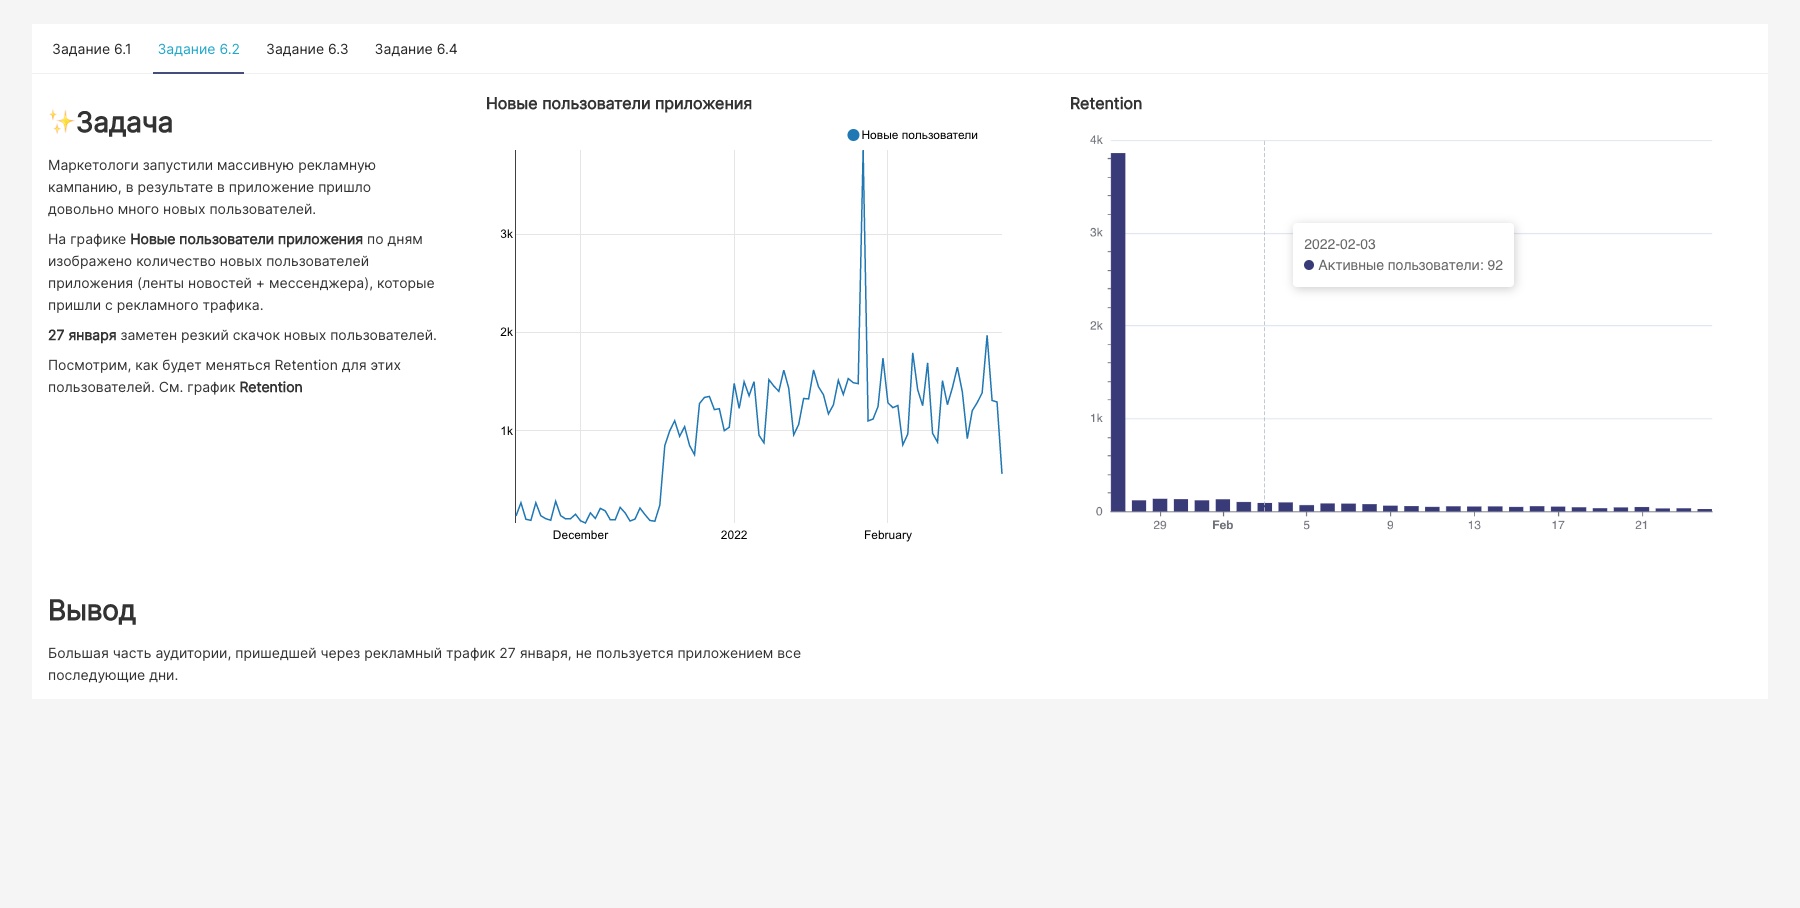 Задание 6.1 Задание 6.2 Задание 6.3 Задание 6.4
✨Задача
Маркетологи запустили массивную рекламную
кампанию, в результате в приложение пришло
довольно много новых пользователей.
На графике Новые пользователи приложения по дням
изображено количество новых пользователей
приложения (ленты новостей + мессенджера), которые
пришли с рекламного трафика.
27 января заметен резкий скачок новых пользователей.
Посмотрим, как будет меняться Retention для этих
пользователей. См. график Retention
Новые пользователи приложения
Новые пользователи
3k
2k
1k
December 2022 February
Retention
4k
3k
2k
1k
0
2022-02-03
Активные пользователи: 92
29 Feb 5 9 13 17 21
Вывод
Большая часть аудитории, пришедшей через рекламный трафик 27 января, не пользуется приложением все
последующие дни.